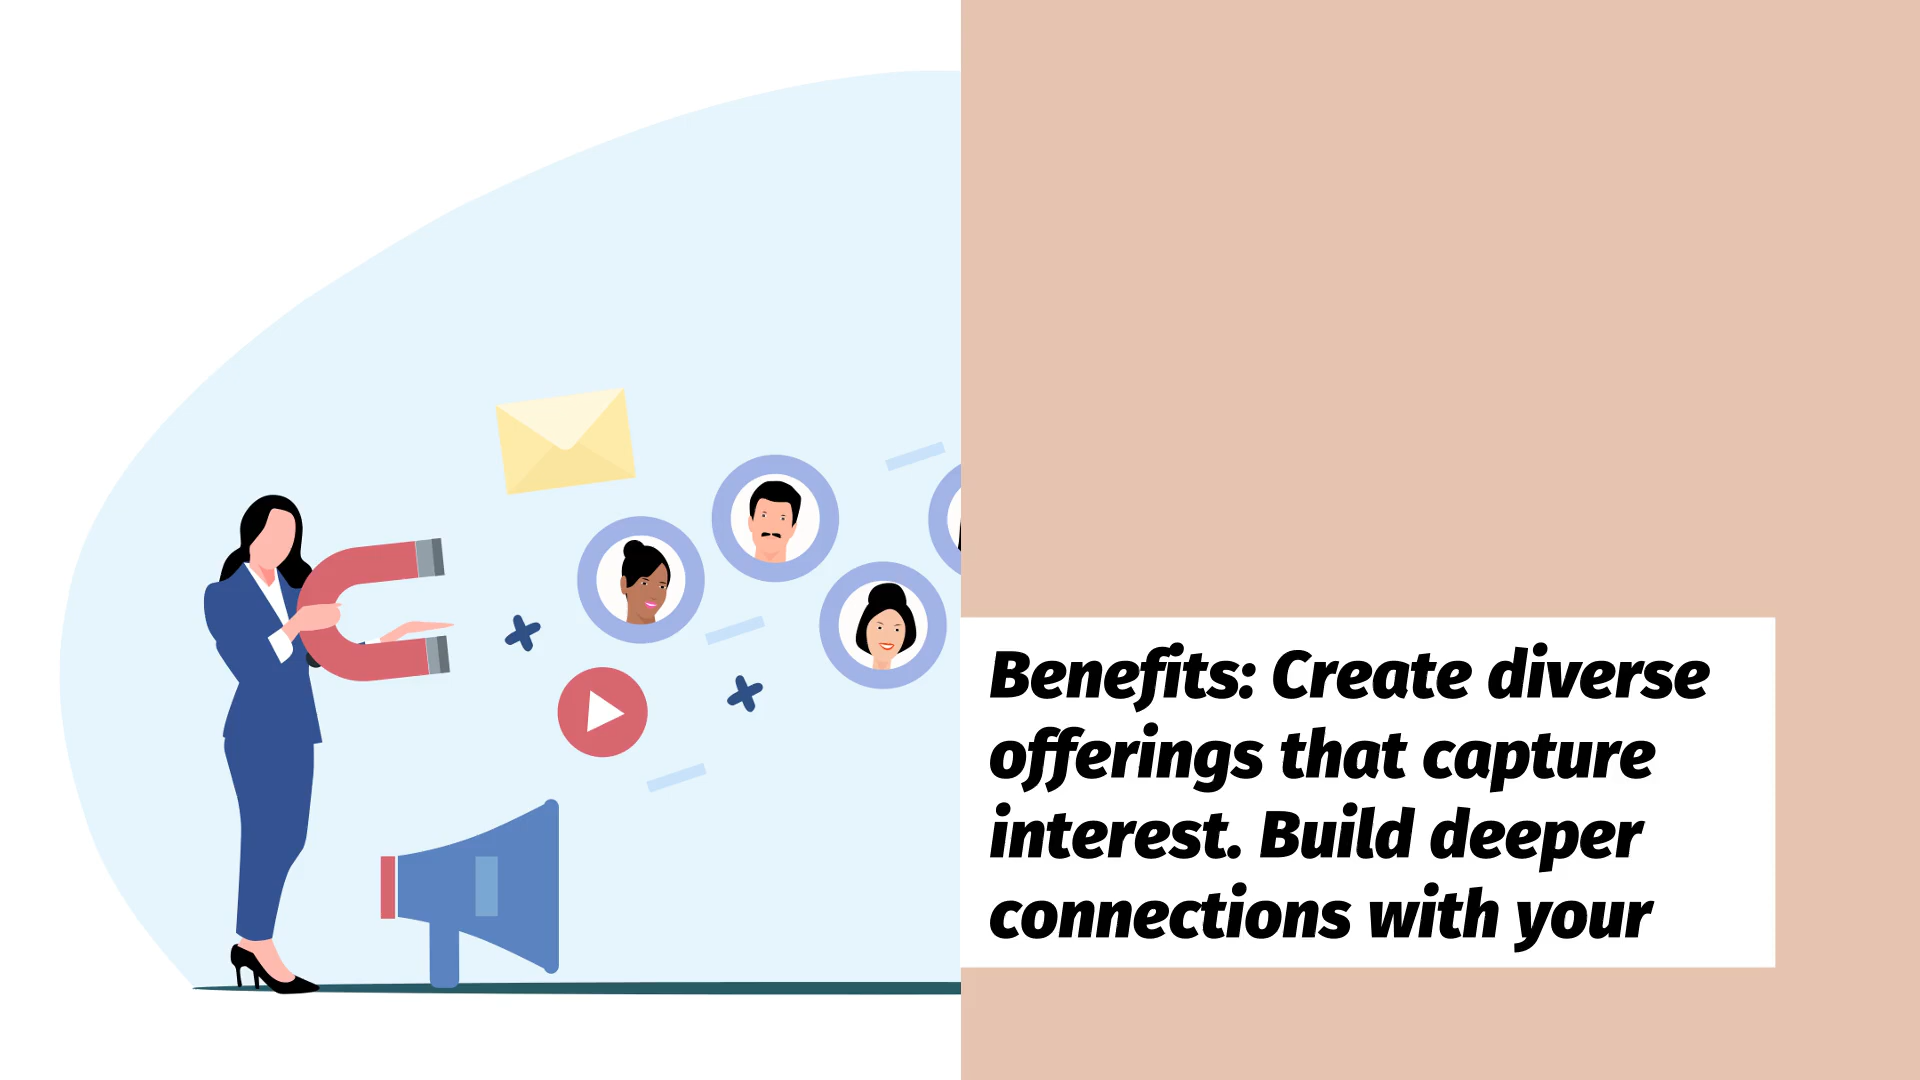 Benefits: Create diverse
offerings that capture
interest. Build deeper
connections with your